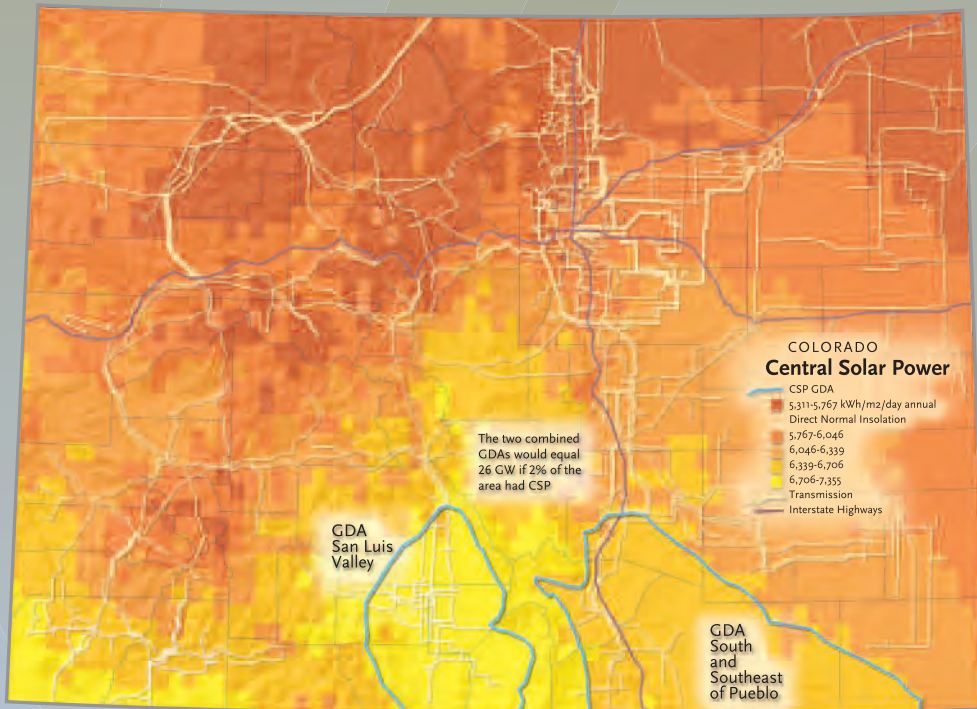 COLORADO
Central Solar Power
CSP GDA
5,311-5,767 kWh/m2/day annual
Direct Normal Insolation
5,767-6,046
6,046-6,339
6,339-6,706
6,706-7,355
Transmission
Interstate Highways
The two combined
GDAs would equal
26 GW if 2% of the
area had CSP
GDA
San Luis
Valley
GDA
South
and
Southeast
of Pueblo